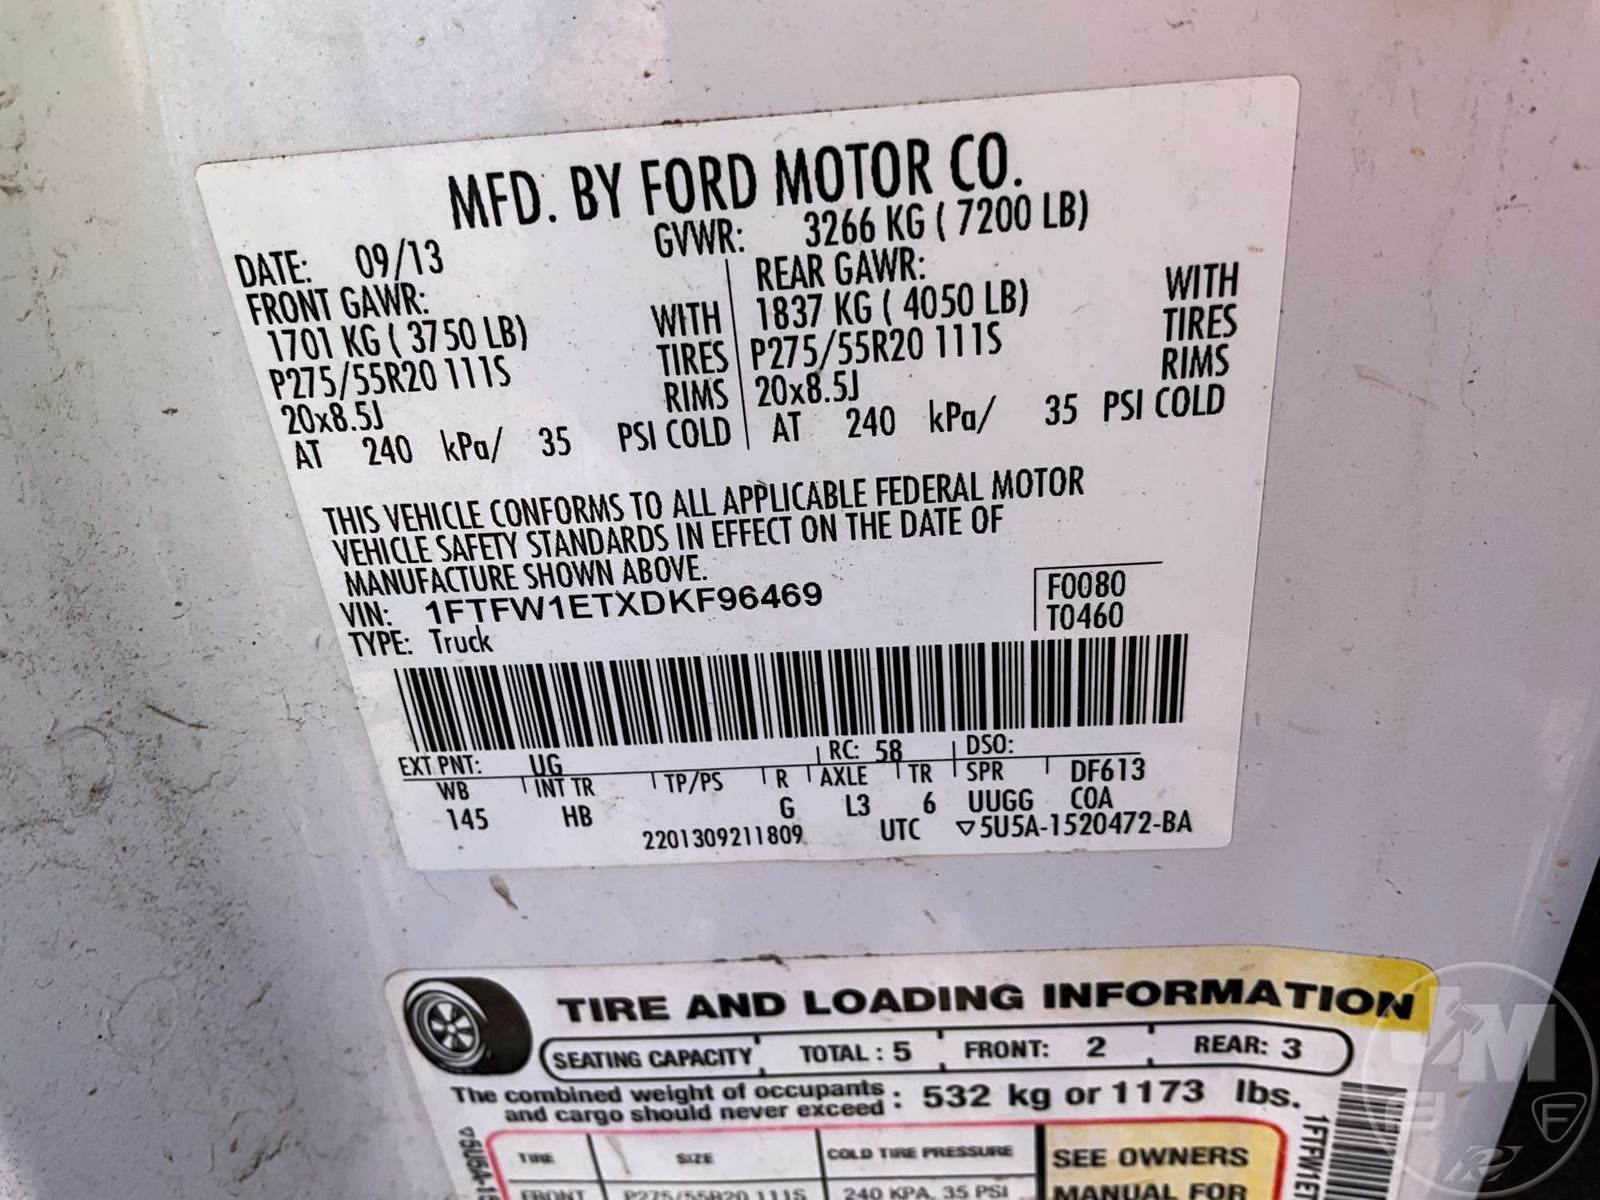 MFD. BY FORD MOTOR CO.
DATE: 09/13 GVWR: 3266 KG ( 7200 LB)
FRONT GAWR: REAR GAWR:
1701 KG ( 3750 LB) WITH 1837 KG ( 4050 LB) WITH
P275/55R20 111S TIRES P275/55R20 111S TIRES
20x8.5J RIMS 20x8.5J RIMS
AT 240 kPa/ 35 PSI COLD AT 240 kPa/ 35 PSI COLD
THIS VEHICLE CONFORMS TO ALL APPLICABLE FEDERAL MOTOR
VEHICLE SAFETY STANDARDS IN EFFECT ON THE DATE OF
MANUFACTURE SHOWN ABOVE.
VIN: 1FTFW1ETXDKF96469 F0080
TYPE: Truck T0460
EXT PNT: UG RC: 58 DSO:
WB INT TR TP/PS R AXLE TR SPR DF613
145 HB G L3 6 UUGG COA
2201309211809 UTC ▽5U5A-1520472-BA
TIRE AND LOADING INFORMATION
SEATING CAPACITY TOTAL : 5 FRONT: 2 REAR: 3
The combined weight of occupants
and cargo should never exceed : 532 kg or 1173 lbs.
TIRE SIZE COLD TIRE PRESSURE SEE OWNERS
FRONT P275/55R20 111S 240 KPA, 35 PSI MANUAL FOR
▽5U5A-15
1FTFW1ET
JM